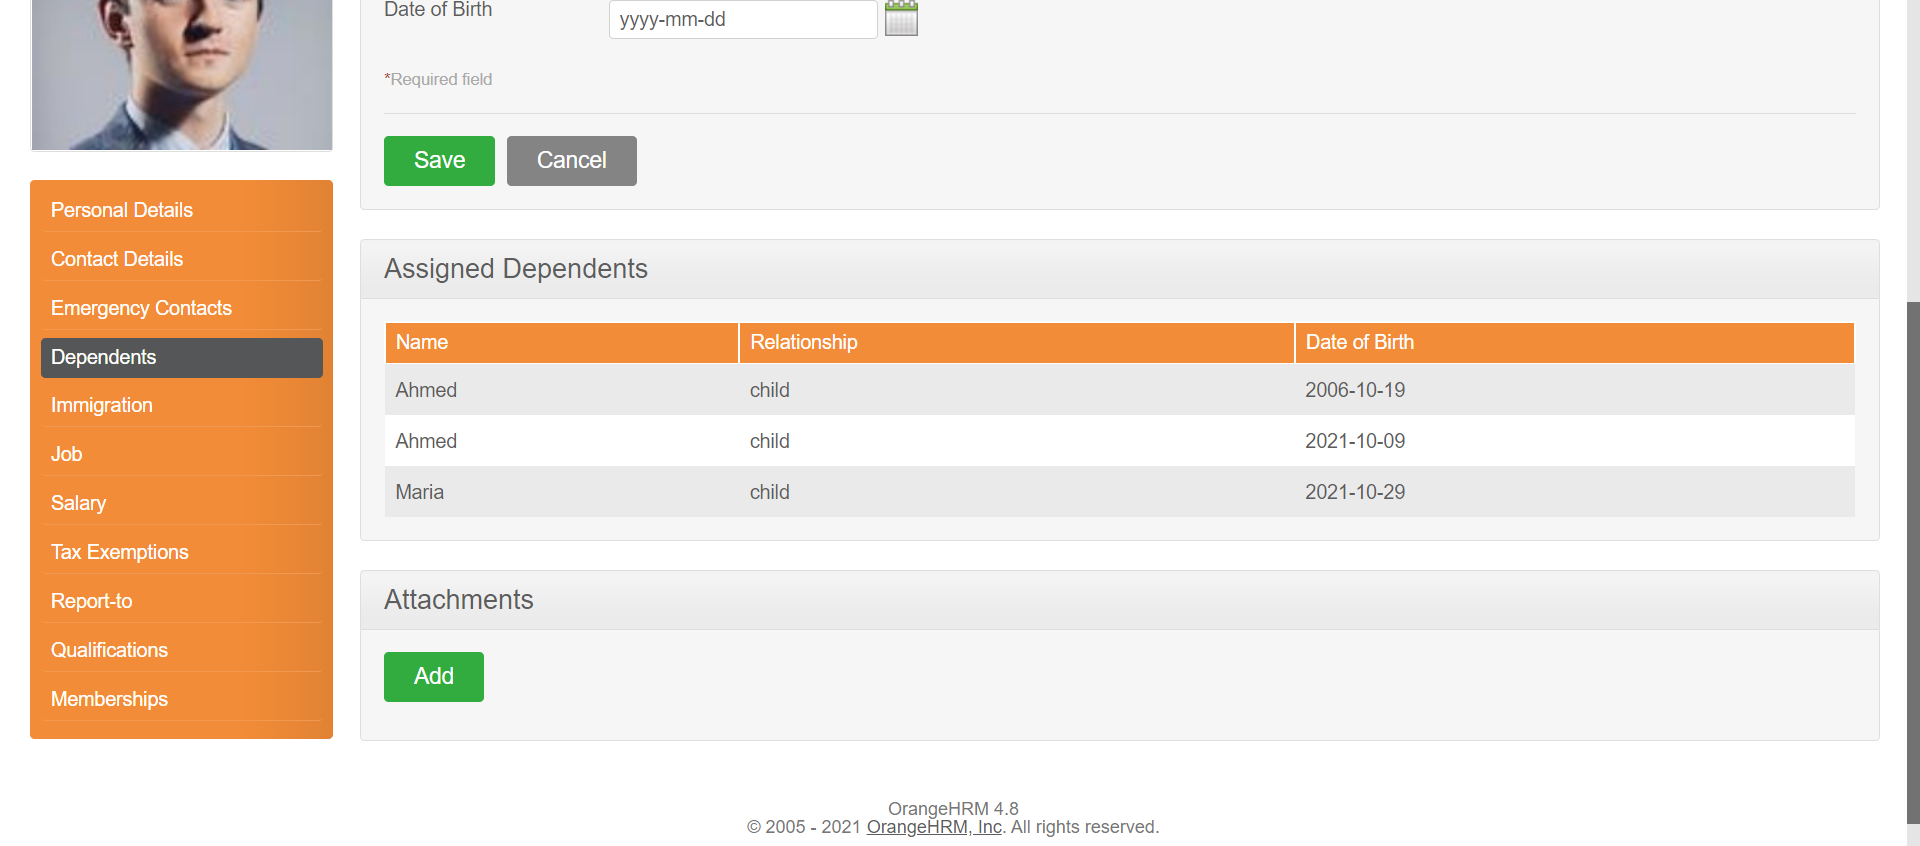 Date of Birth
yyyy-mm-dd
*Required field
Save
Cancel
Personal Details
Contact Details
Emergency Contacts
Dependents
Immigration
Job
Salary
Tax Exemptions
Report-to
Qualifications
Memberships
Assigned Dependents
Name Relationship Date of Birth
Ahmed child 2006-10-19
Ahmed child 2021-10-09
Maria child 2021-10-29
Attachments
Add
OrangeHRM 4.8
© 2005 - 2021 OrangeHRM, Inc. All rights reserved.